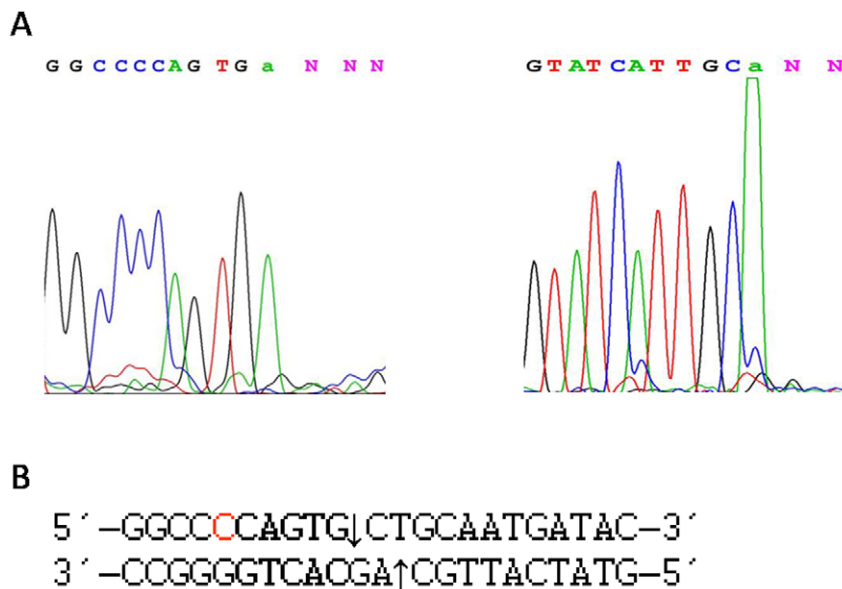 A
G G C C C C A G T G a N N N
G T A T C A T T G C a N N
B
5´-GGCCCCAGTG↓CTGCAATGATAC-3´
3´-CCGGGGTCACGA↑CGTTACTATG-5´